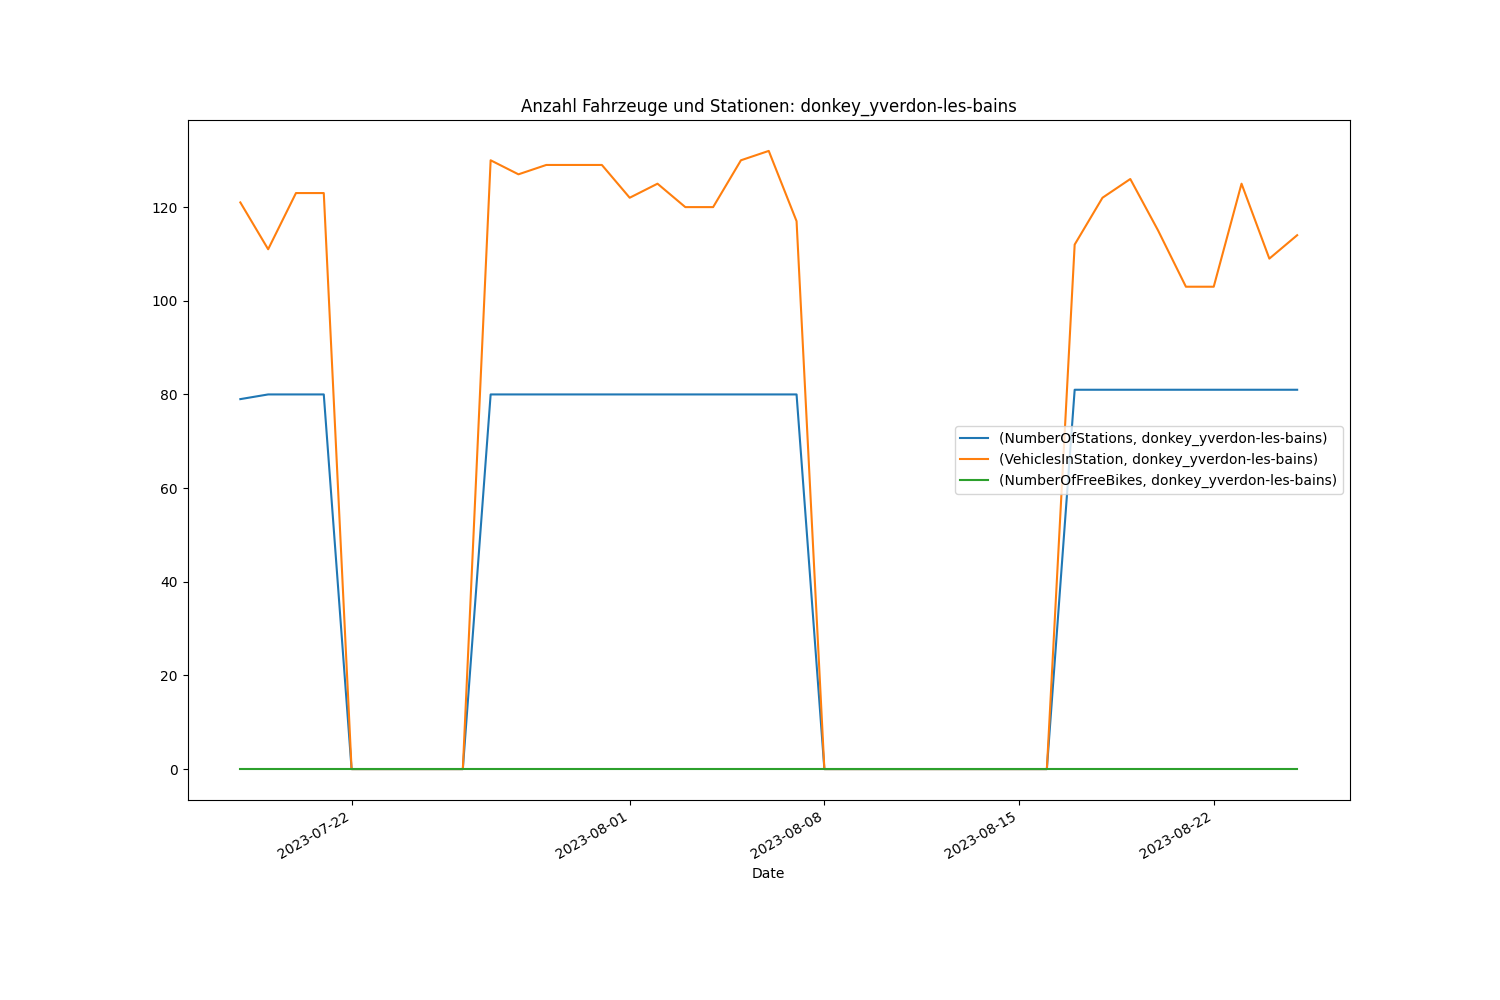 Anzahl Fahrzeuge und Stationen: donkey_yverdon-les-bains
120
100
80
60
40
20
0
(NumberOfStations, donkey_yverdon-les-bains)
(VehiclesInStation, donkey_yverdon-les-bains)
(NumberOfFreeBikes, donkey_yverdon-les-bains)
2023-07-22
2023-08-01
2023-08-08
2023-08-15
2023-08-22
Date